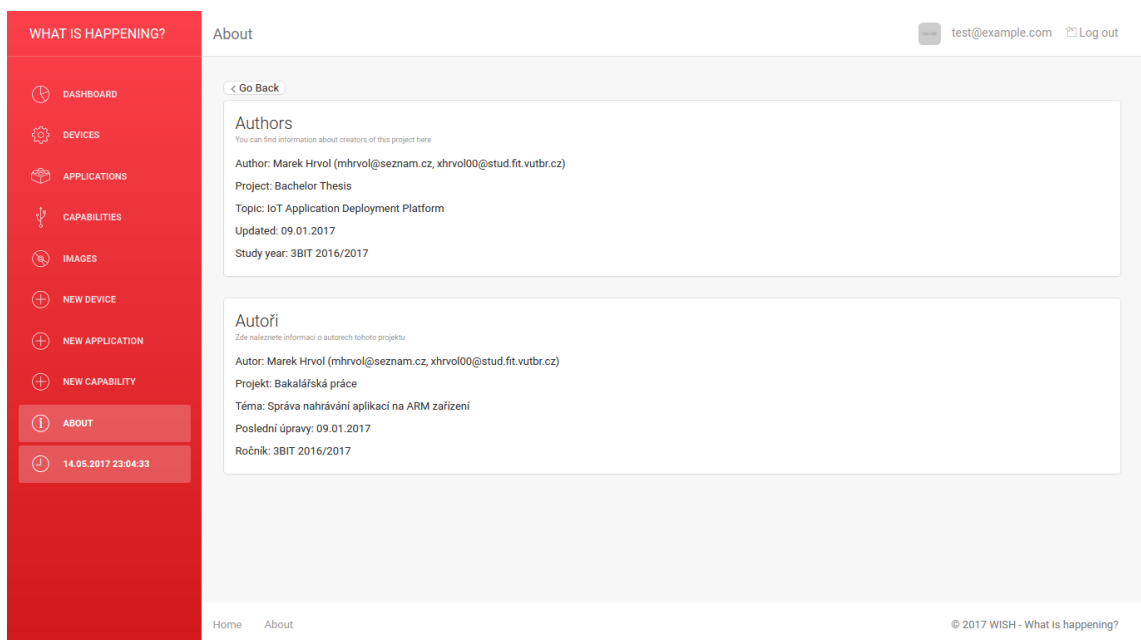 WHAT IS HAPPENING?
About
test@example.com
Log out
DASHBOARD
DEVICES
APPLICATIONS
CAPABILITIES
IMAGES
NEW DEVICE
NEW APPLICATION
NEW CAPABILITY
ABOUT
14.05.2017 23:04:33
< Go Back
Authors
You can find information about creators of this project here
Author: Marek Hrvol (mhrvol@seznam.cz, xhrvol00@stud.fit.vutbr.cz)
Project: Bachelor Thesis
Topic: IoT Application Deployment Platform
Updated: 09.01.2017
Study year: 3BIT 2016/2017
Autoři
Zde naleznete informaci o autorech tohoto projektu
Autor: Marek Hrvol (mhrvol@seznam.cz, xhrvol00@stud.fit.vutbr.cz)
Projekt: Bakalářská práce
Téma: Správa nahrávání aplikací na ARM zařízení
Poslední úpravy: 09.01.2017
Ročník: 3BIT 2016/2017
Home
About
© 2017 WISH - What is happening?